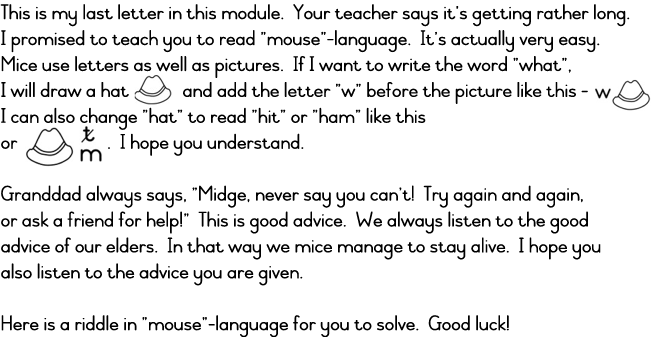 This is my last letter in this module. Your teacher says it's getting rather long.
I promised to teach you to read "mouse"-language. It's actually very easy.
Mice use letters as well as pictures. If I want to write the word "what",
I will draw a hat and add the letter "w" before the picture like this - w
I can also change "hat" to read "hit" or "ham" like this
or t
m . I hope you understand.
Granddad always says, "Midge, never say you can't! Try again and again,
or ask a friend for help!" This is good advice. We always listen to the good
advice of our elders. In that way we mice manage to stay alive. I hope you
also listen to the advice you are given.
Here is a riddle in "mouse"-language for you to solve. Good luck!